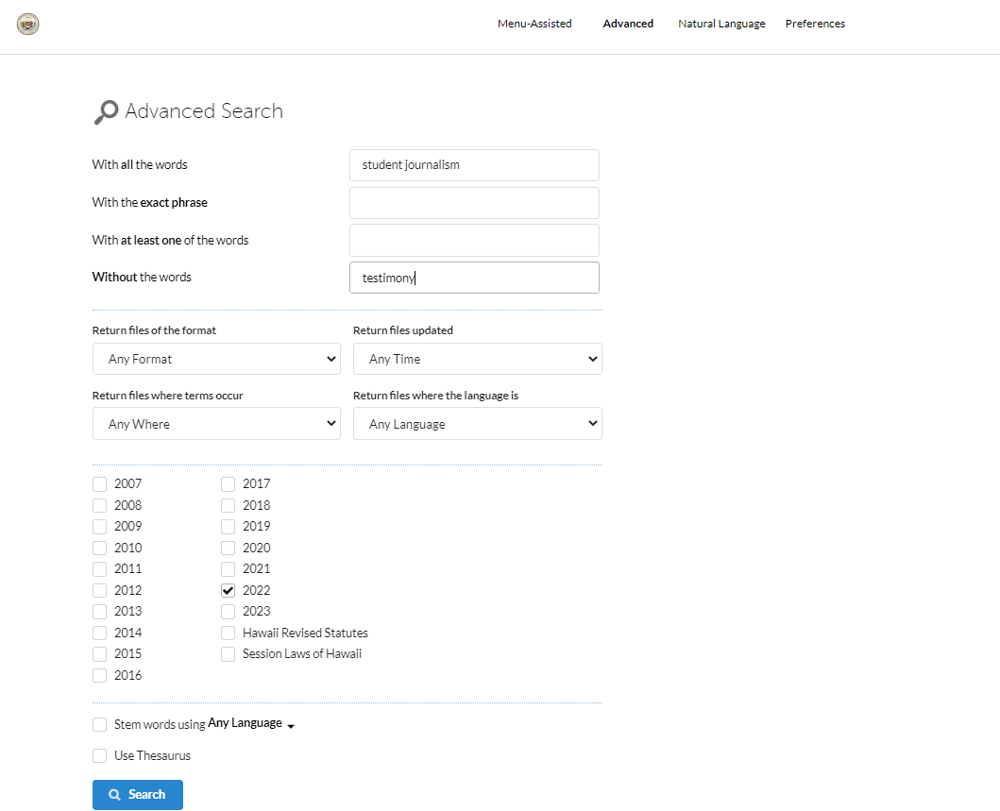 Menu-Assisted Advanced Natural Language Preferences
Advanced Search
With all the words student journalism
With the exact phrase
With at least one of the words
Without the words testimony
Return files of the format Return files updated
Any Format Any Time
Return files where terms occur Return files where the language is
Any Where Any Language
2007 2017
2008 2018
2009 2019
2010 2020
2011 2021
2012 2022
2013 2023
2014 Hawaii Revised Statutes
2015 Session Laws of Hawaii
2016
Stem words using Any Language
Use Thesaurus
Search